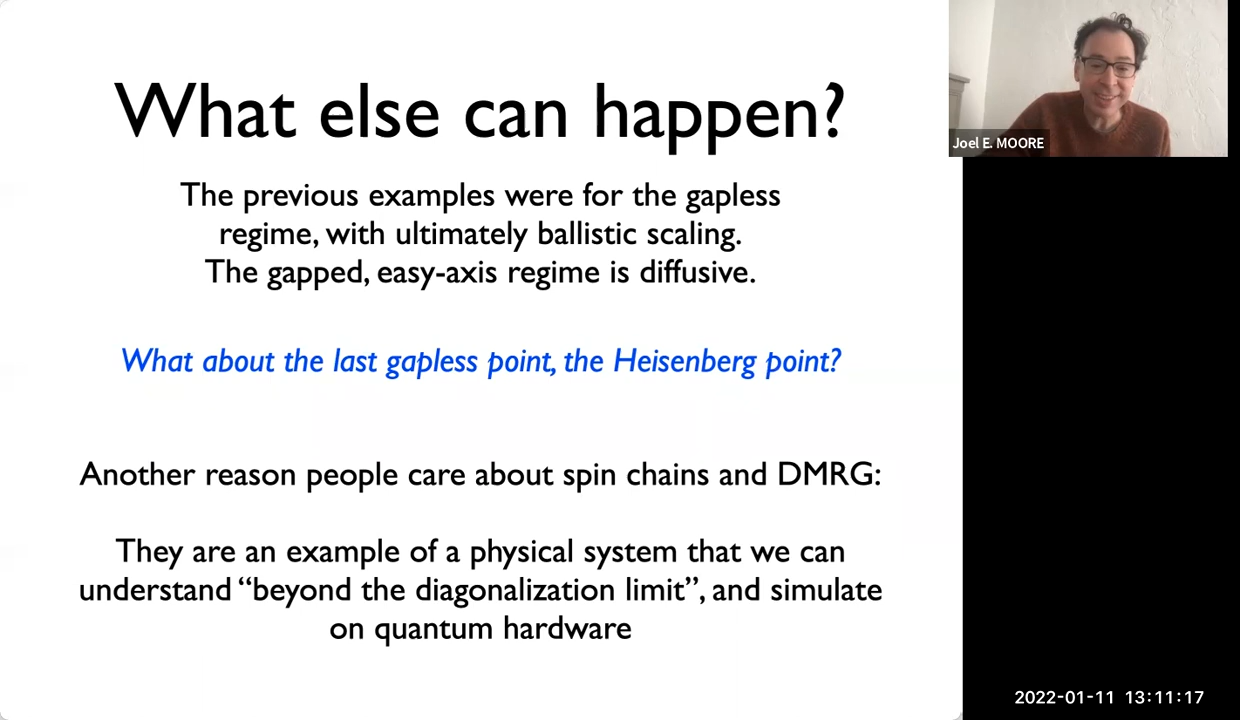 What else can happen?
The previous examples were for the gapless
regime, with ultimately ballistic scaling.
The gapped, easy-axis regime is diffusive.
What about the last gapless point, the Heisenberg point?
Another reason people care about spin chains and DMRG:
They are an example of a physical system that we can
understand “beyond the diagonalization limit”, and simulate
on quantum hardware
Joel E. MOORE
2022-01-11 13:11:17